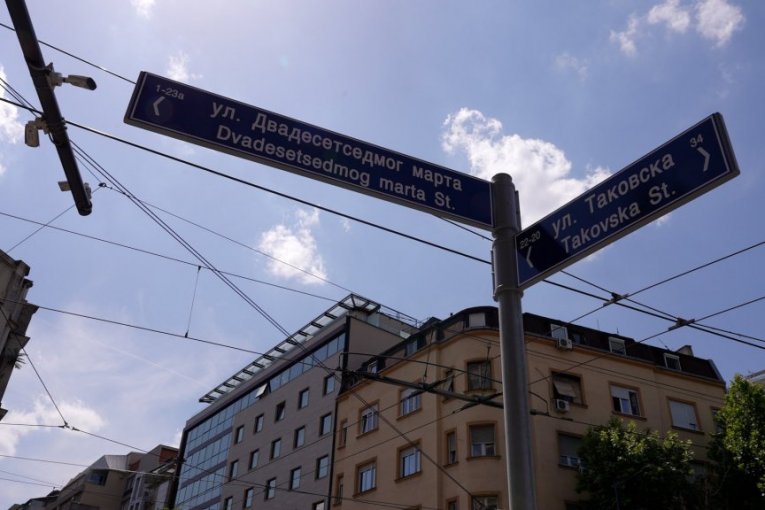 1-23а
ул. Двадесетседмог марта
Dvadesetsedmog marta St.
34
ул. Таковска
22-20
Takovska St.